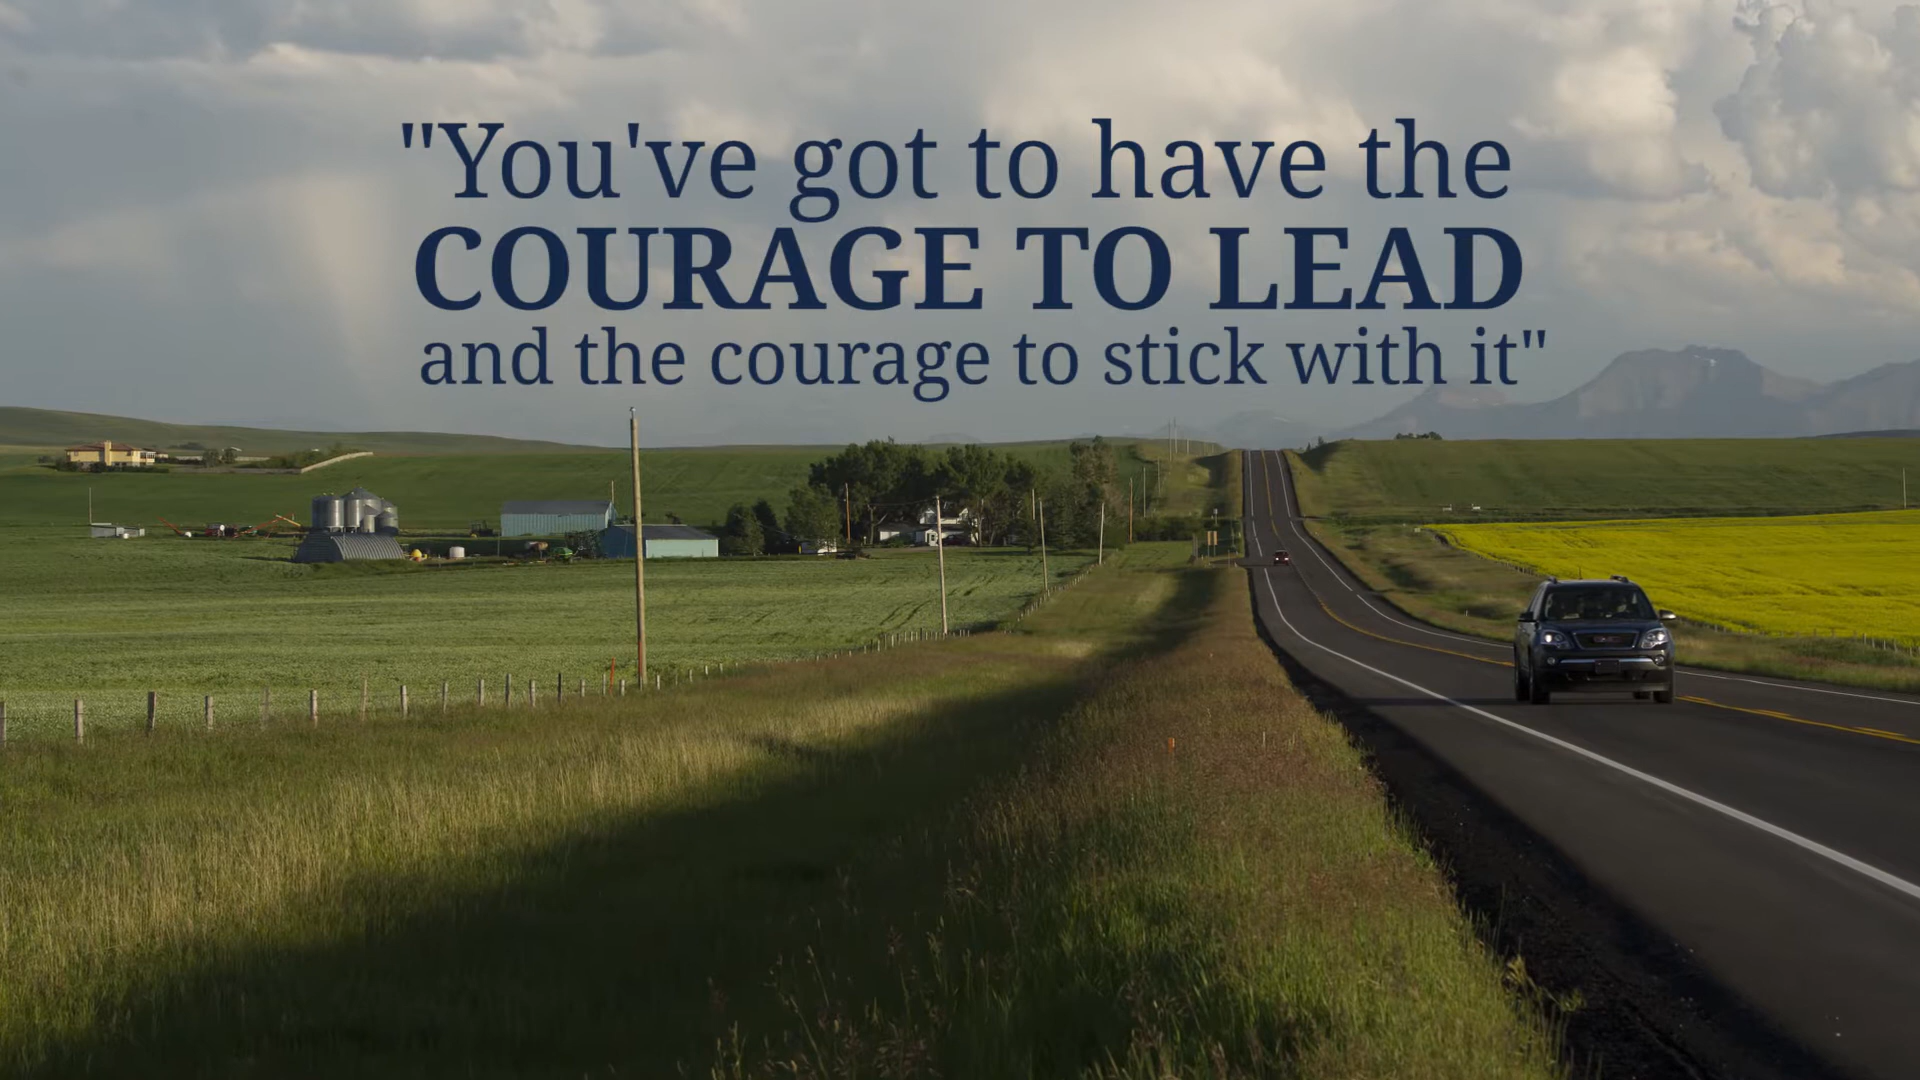 "You've got to have the
COURAGE TO LEAD
and the courage to stick with it"